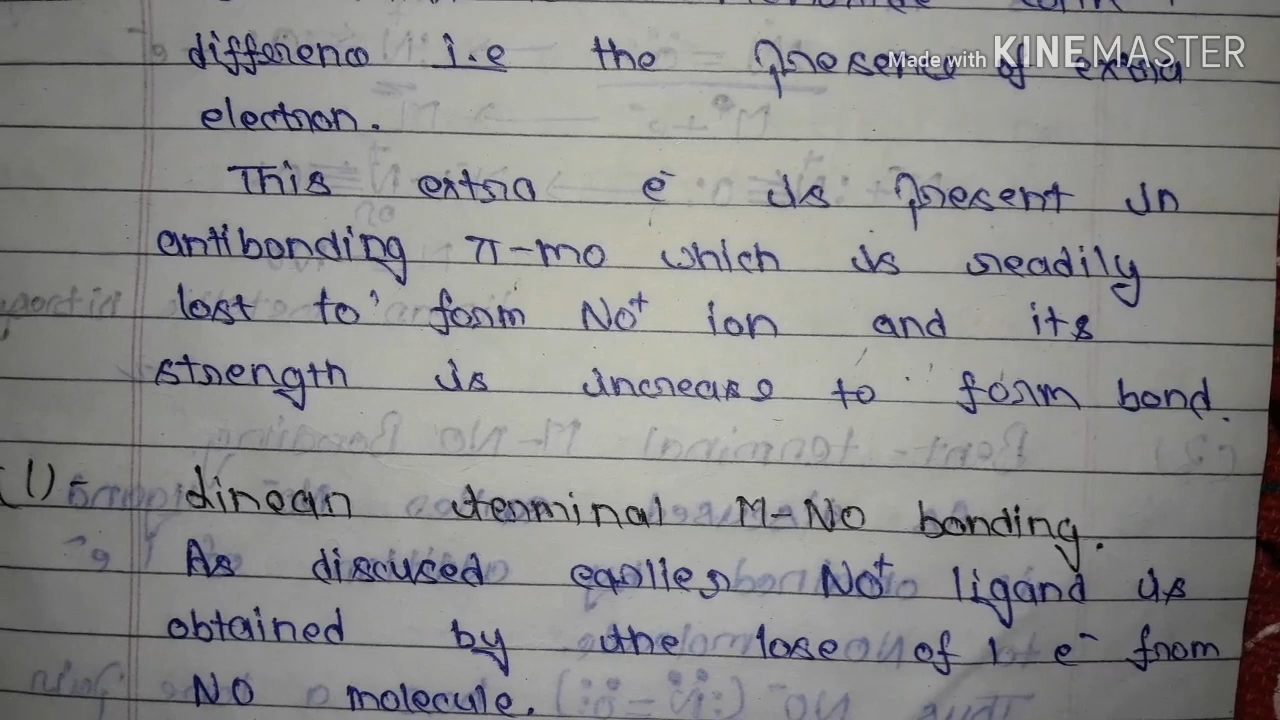 difference i.e the presence of extra
Made with KINEMASTER
electron.
This extra e⁻ is present in
antibonding π-mo which is readily
lost to form No⁺ ion and its
strength is increase to form bond.
(1)- linear terminal M-No bonding.
As discused earlier No⁺ ligand is
obtained by the lose of 1 e⁻ from
NO molecule.